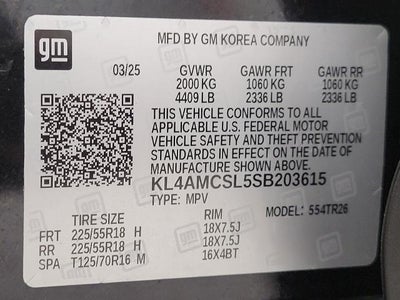 gm
MFD BY GM KOREA COMPANY
03/25 GVWR GAWR FRT GAWR RR
2000 KG 1060 KG 1060 KG
4409 LB 2336 LB 2336 LB
THIS VEHICLE CONFORMS TO ALL
APPLICABLE U.S. FEDERAL MOTOR
VEHICLE SAFETY AND THEFT PREVENTION
STANDARDS IN EFFECT ON THE DATE OF
MANUFACTURE SHOWN ABOVE.
KL4AMCSL5SB203615
TYPE: MPV MODEL: 554TR26
TIRE SIZE RIM
FRT 225/55R18 H 18X7.5J
RR 225/55R18 H 18X7.5J
SPA T125/70R16 M 16X4BT